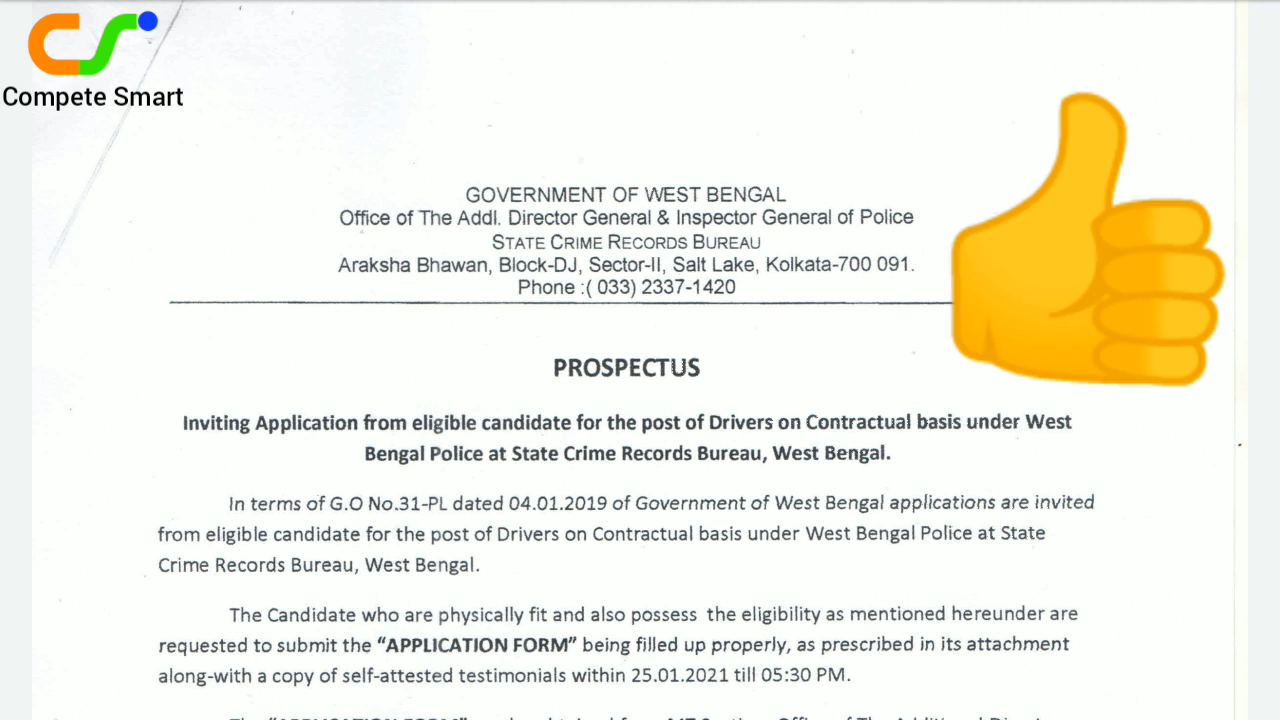 Compete Smart
GOVERNMENT OF WEST BENGAL
Office of The Addl. Director General & Inspector General of Police
STATE CRIME RECORDS BUREAU
Araksha Bhawan, Block-DJ, Sector-II, Salt Lake, Kolkata-700 091.
Phone :( 033) 2337-1420
PROSPECTUS
Inviting Application from eligible candidate for the post of Drivers on Contractual basis under West
Bengal Police at State Crime Records Bureau, West Bengal.
In terms of G.O No.31-PL dated 04.01.2019 of Government of West Bengal applications are invited
from eligible candidate for the post of Drivers on Contractual basis under West Bengal Police at State
Crime Records Bureau, West Bengal.
The Candidate who are physically fit and also possess the eligibility as mentioned hereunder are
requested to submit the “APPLICATION FORM” being filled up properly, as prescribed in its attachment
along-with a copy of self-attested testimonials within 25.01.2021 till 05:30 PM.